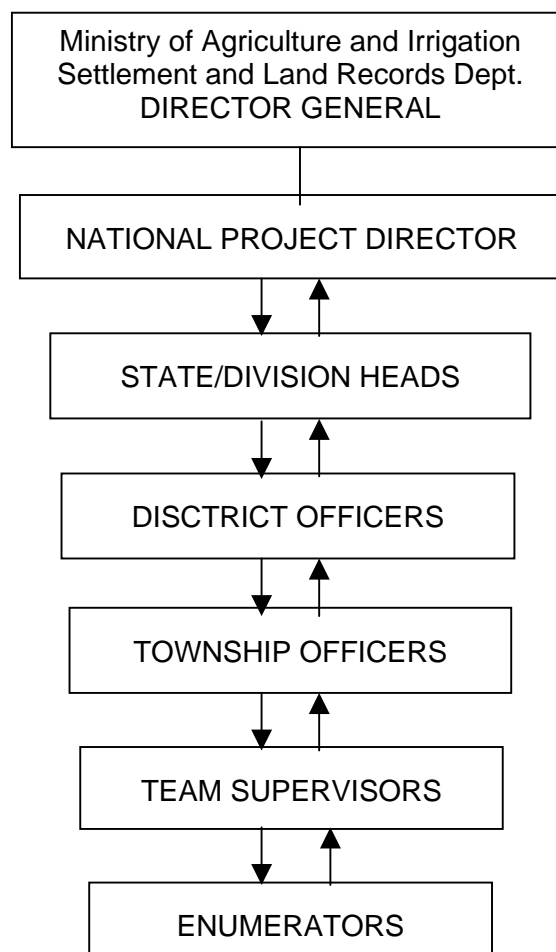 Ministry of Agriculture and Irrigation
Settlement and Land Records Dept.
DIRECTOR GENERAL
NATIONAL PROJECT DIRECTOR
STATE/DIVISION HEADS
DISCTRICT OFFICERS
TOWNSHIP OFFICERS
TEAM SUPERVISORS
ENUMERATORS